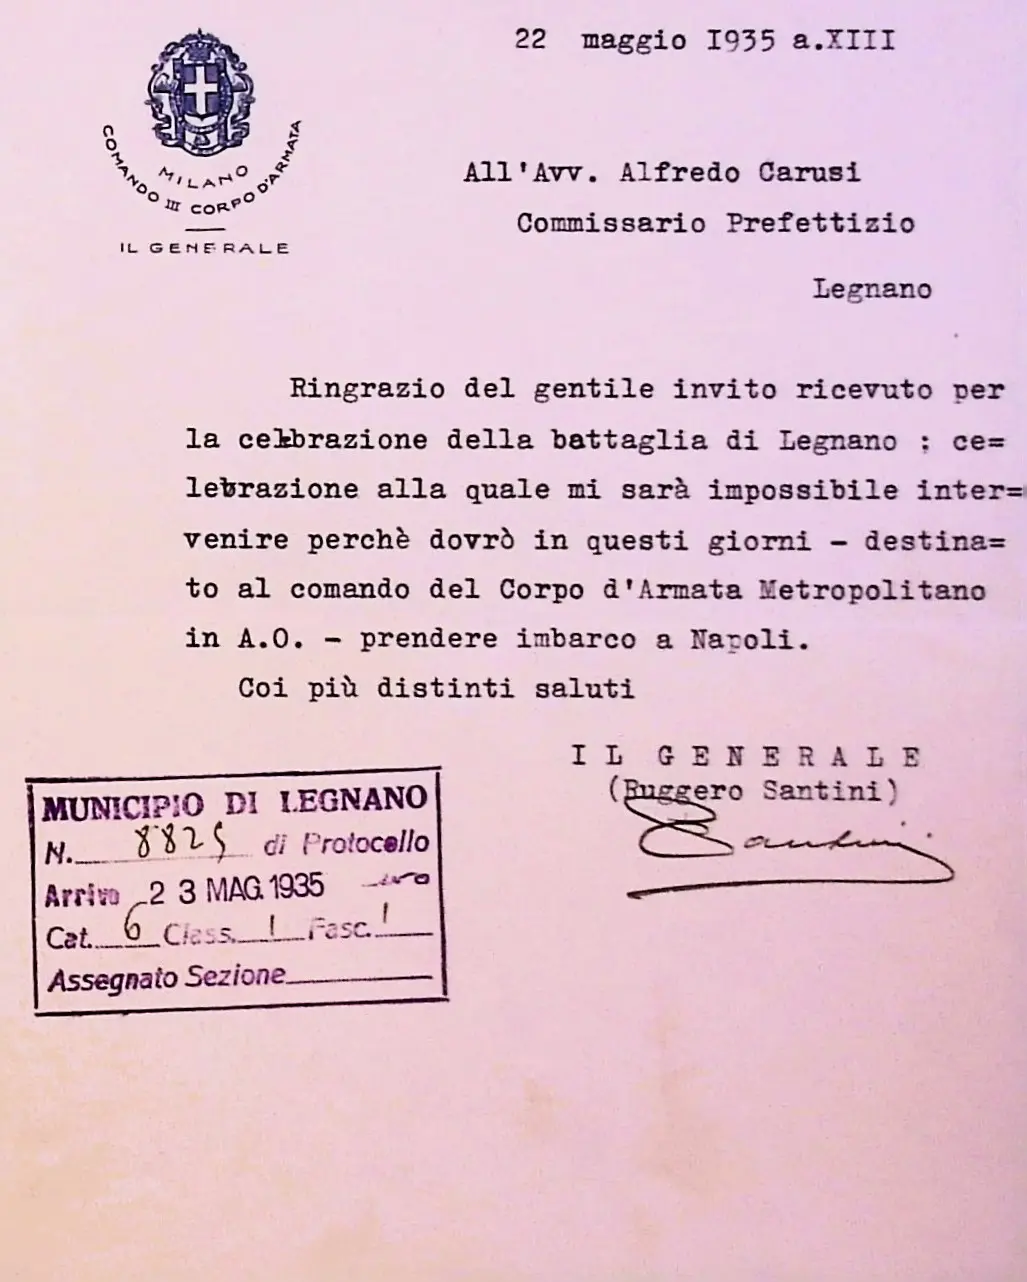 22 maggio 1935 a.XIII
MILANO
COMANDO III CORPO D'ARMATA
IL GENERALE
All'Avv. Alfredo Carusi
Commissario Prefettizio
Legnano
Ringrazio del gentile invito ricevuto per
la celebrazione della battaglia di Legnano ; ce=
lebrazione alla quale mi sarà impossibile inter=
venire perchè dovrò in questi giorni - destina=
to al comando del Corpo d'Armata Metropolitano
in A.O. - prendere imbarco a Napoli.
Coi più distinti saluti
IL GENERALE
(Ruggero Santini)
Santini
MUNICIPIO DI LEGNANO
N. 8825 di Protocollo
Arrivo 23 MAG. 1935
Cat. 6 Class. 1 Fasc. 1
Assegnato Sezione